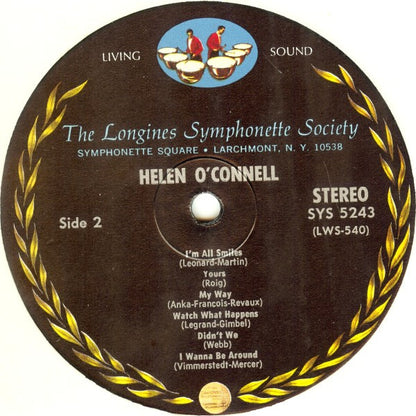 LIVING SOUND
The Longines Symphonette Society
SYMPHONETTE SQUARE • LARCHMONT, N. Y. 10538
HELEN O'CONNELL
Side 2
STEREO
SYS 5243
(LWS-540)
I'm All Smiles
(Leonard-Martin)
Yours
(Roig)
My Way
(Anka-Francois-Revaux)
Watch What Happens
(Legrand-Gimbel)
Didn't We
(Webb)
I Wanna Be Around
(Vimmerstedt-Mercer)